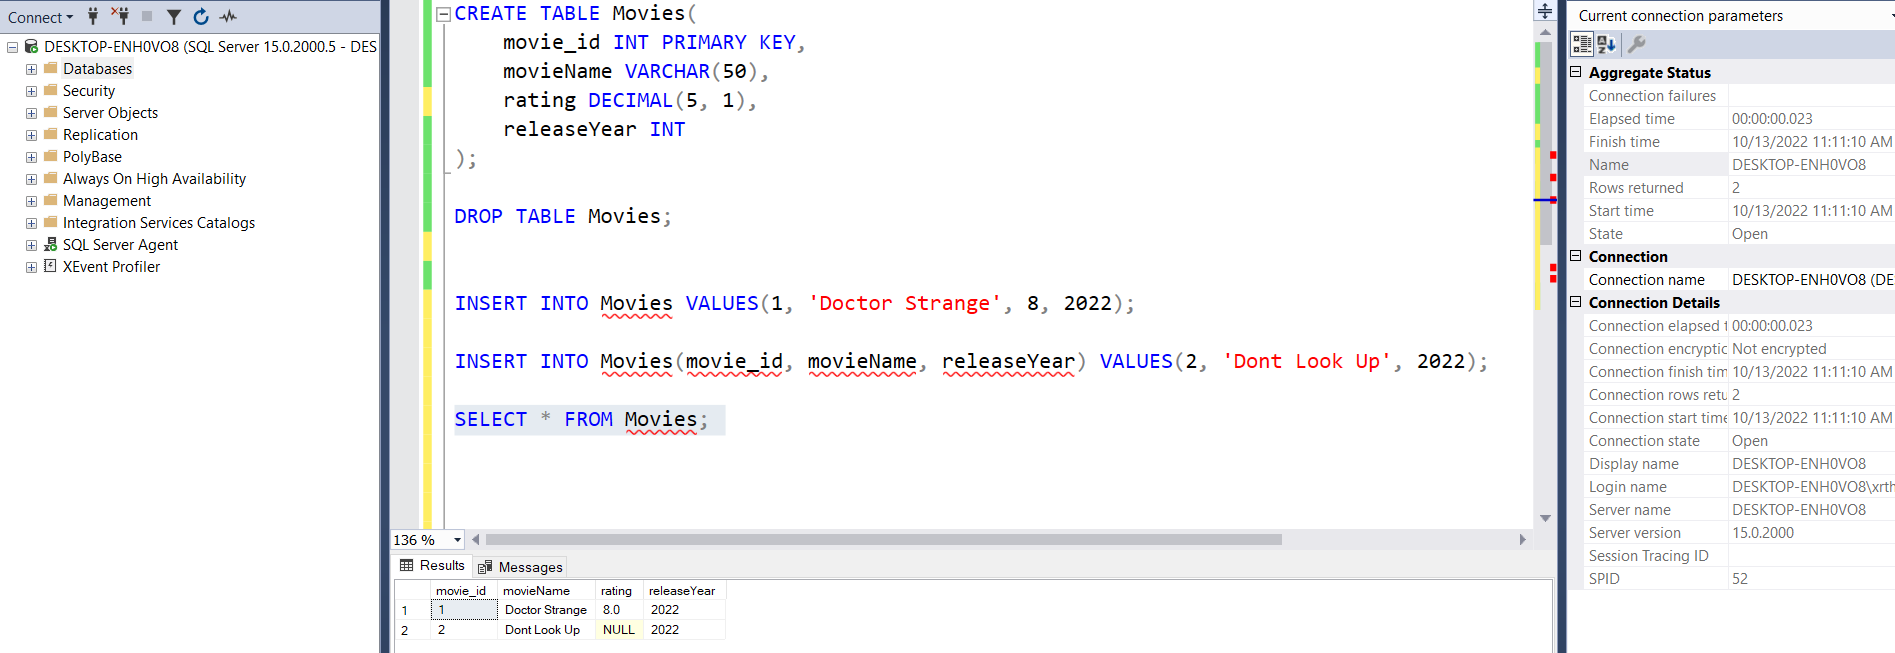 Connect
DESKTOP-ENH0VO8 (SQL Server 15.0.2000.5 - DES
Databases
Security
Server Objects
Replication
PolyBase
Always On High Availability
Management
Integration Services Catalogs
SQL Server Agent
XEvent Profiler
CREATE TABLE Movies(
movie_id INT PRIMARY KEY,
movieName VARCHAR(50),
rating DECIMAL(5, 1),
releaseYear INT
);
DROP TABLE Movies;
INSERT INTO Movies VALUES(1, 'Doctor Strange', 8, 2022);
INSERT INTO Movies(movie_id, movieName, releaseYear) VALUES(2, 'Dont Look Up', 2022);
SELECT * FROM Movies;
136 %
Results Messages
movie_id movieName rating releaseYear
1 1 Doctor Strange 8.0 2022
2 2 Dont Look Up NULL 2022
Current connection parameters
Aggregate Status
Connection failures
Elapsed time 00:00:00.023
Finish time 10/13/2022 11:11:10 AM
Name DESKTOP-ENH0VO8
Rows returned 2
Start time 10/13/2022 11:11:10 AM
State Open
Connection
Connection name DESKTOP-ENH0VO8 (DE
Connection Details
Connection elapsed t 00:00:00.023
Connection encryptic Not encrypted
Connection finish tim 10/13/2022 11:11:10 AM
Connection rows retu 2
Connection start time 10/13/2022 11:11:10 AM
Connection state Open
Display name DESKTOP-ENH0VO8
Login name DESKTOP-ENH0VO8\xrth
Server name DESKTOP-ENH0VO8
Server version 15.0.2000
Session Tracing ID
SPID 52